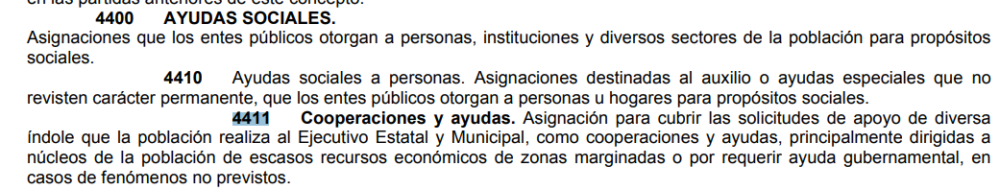 en las partidas anteriores de este concepto.
4400 AYUDAS SOCIALES.
Asignaciones que los entes públicos otorgan a personas, instituciones y diversos sectores de la población para propósitos
sociales.
4410 Ayudas sociales a personas. Asignaciones destinadas al auxilio o ayudas especiales que no
revisten carácter permanente, que los entes públicos otorgan a personas u hogares para propósitos sociales.
4411 Cooperaciones y ayudas. Asignación para cubrir las solicitudes de apoyo de diversa
índole que la población realiza al Ejecutivo Estatal y Municipal, como cooperaciones y ayudas, principalmente dirigidas a
núcleos de la población de escasos recursos económicos de zonas marginadas o por requerir ayuda gubernamental, en
casos de fenómenos no previstos.